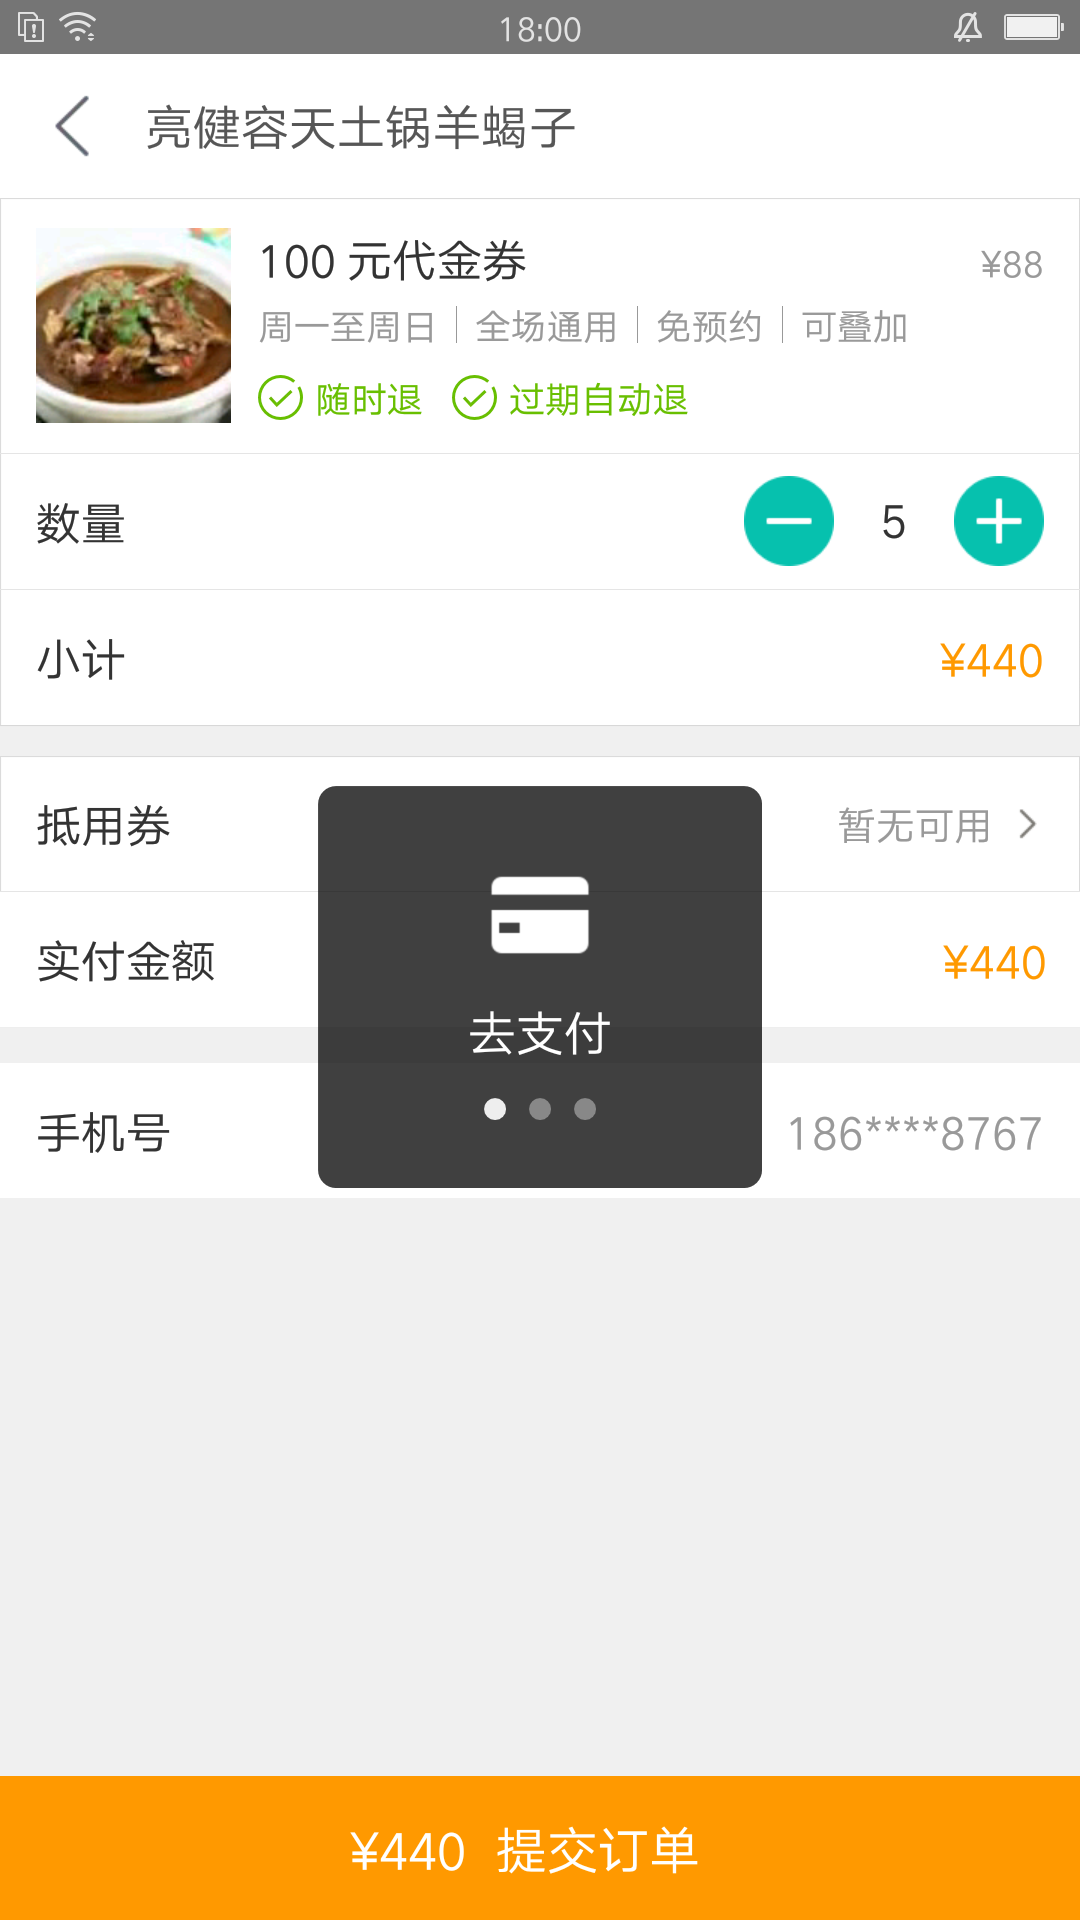 18:00
亮健容天土锅羊蝎子
100 元代金券
¥88
周一至周日 | 全场通用 | 免预约 | 可叠加
随时退 过期自动退
数量
5
小计
¥440
抵用券
暂无可用
实付金额
¥440
去支付
手机号
186****8767
¥440 提交订单